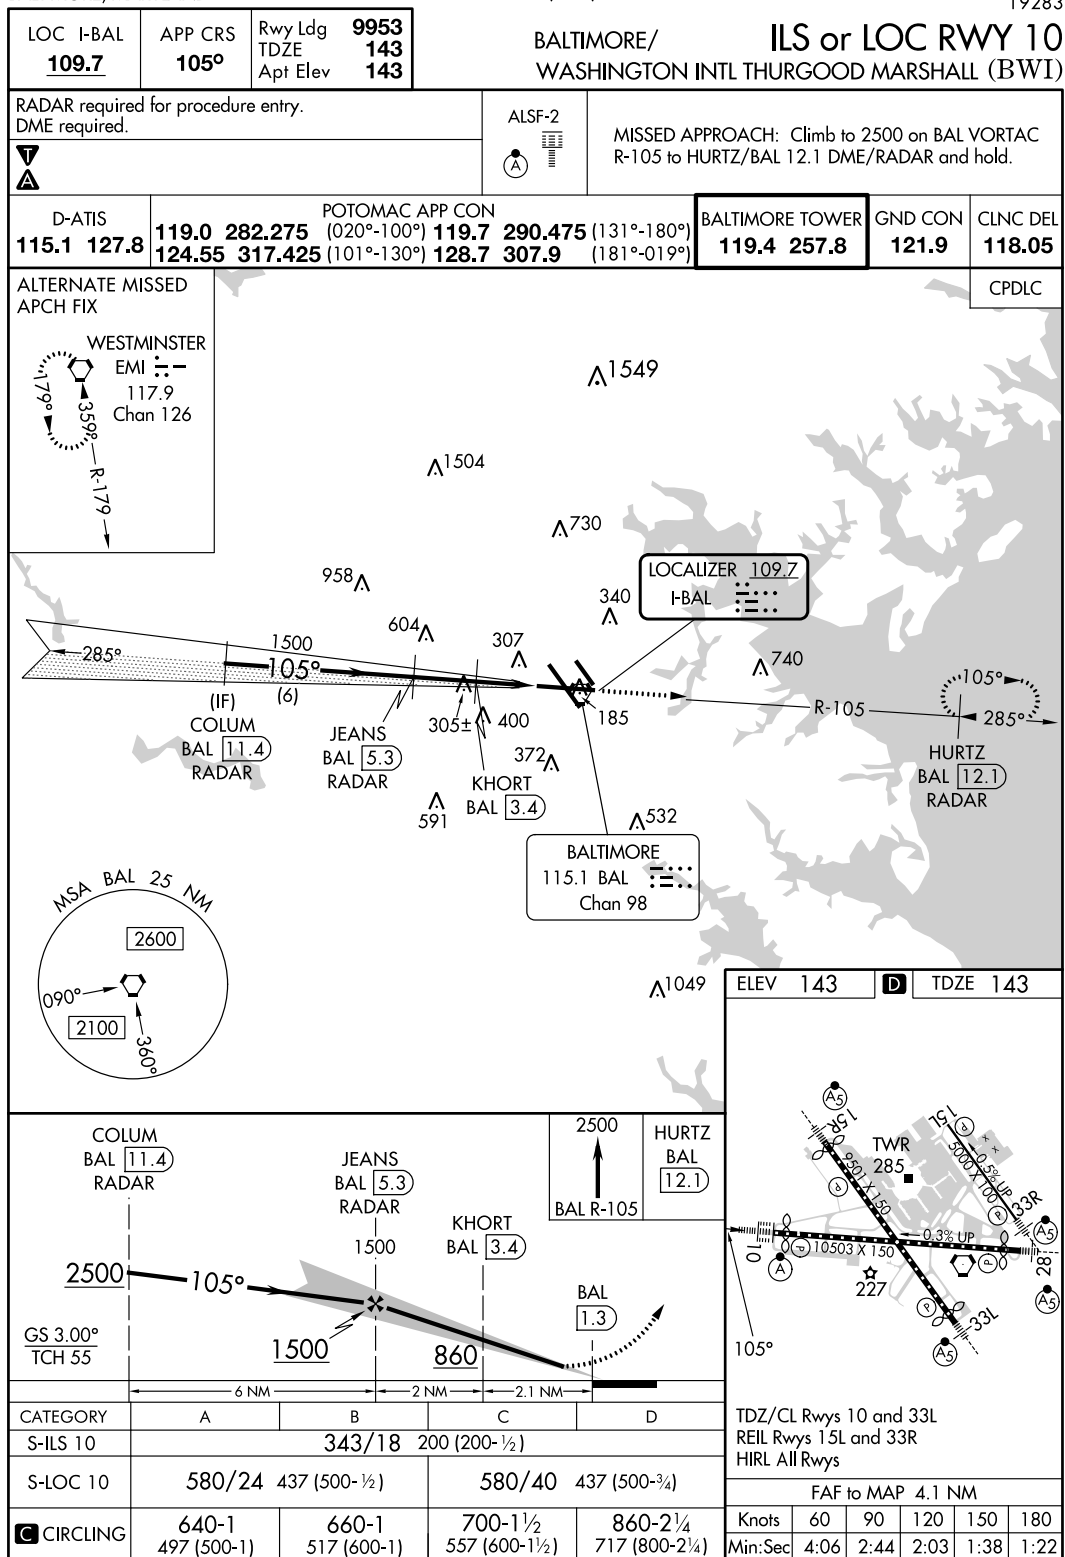 19283
LOC I-BAL
109.7
APP CRS
105°
Rwy Ldg 9953
TDZE 143
Apt Elev 143
BALTIMORE/
WASHINGTON INTL THURGOOD MARSHALL (BWI)
ILS or LOC RWY 10
RADAR required for procedure entry.
DME required.
T
A
ALSF-2
A
MISSED APPROACH: Climb to 2500 on BAL VORTAC
R-105 to HURTZ/BAL 12.1 DME/RADAR and hold.
D-ATIS
115.1 127.8
POTOMAC APP CON
119.0 282.275 (020°-100°) 119.7 290.475 (131°-180°)
124.55 317.425 (101°-130°) 128.7 307.9 (181°-019°)
BALTIMORE TOWER
119.4 257.8
GND CON
121.9
CLNC DEL
118.05
CPDLC
ALTERNATE MISSED
APCH FIX
WESTMINSTER
EMI
117.9
Chan 126
179°
359°
R-179
1549
1504
730
958
LOCALIZER 109.7
I-BAL
340
604
307
740
285°
1500
105°
(6)
(IF)
COLUM
BAL 11.4
RADAR
JEANS
BAL 5.3
RADAR
305±
400
KHORT
BAL 3.4
185
372
591
532
R-105
105°
285°
HURTZ
BAL 12.1
RADAR
BALTIMORE
115.1 BAL
Chan 98
MSA BAL 25 NM
2600
090°
2100
360°
1049
ELEV 143
D
TDZE 143
A5
15R
15L
P
TWR
285
9501 X 150
5000 X 100
0.5% UP
P
P
33R
A5
10
P
10503 X 150
0.3% UP
P
28
A
227
P
33L
A5
A5
105°
TDZ/CL Rwys 10 and 33L
REIL Rwys 15L and 33R
HIRL All Rwys
FAF to MAP 4.1 NM
Knots 60 90 120 150 180
Min:Sec 4:06 2:44 2:03 1:38 1:22
COLUM
BAL 11.4
RADAR
JEANS
BAL 5.3
RADAR
1500
KHORT
BAL 3.4
2500
BAL R-105
HURTZ
BAL
12.1
2500
105°
BAL
1.3
GS 3.00°
TCH 55
1500
860
6 NM
2 NM
2.1 NM
CATEGORY A B C D
S-ILS 10 343/18 200 (200-½)
S-LOC 10 580/24 437 (500-½) 580/40 437 (500-¾)
C CIRCLING
640-1
497 (500-1)
660-1
517 (600-1)
700-1½
557 (600-1½)
860-2¼
717 (800-2¼)